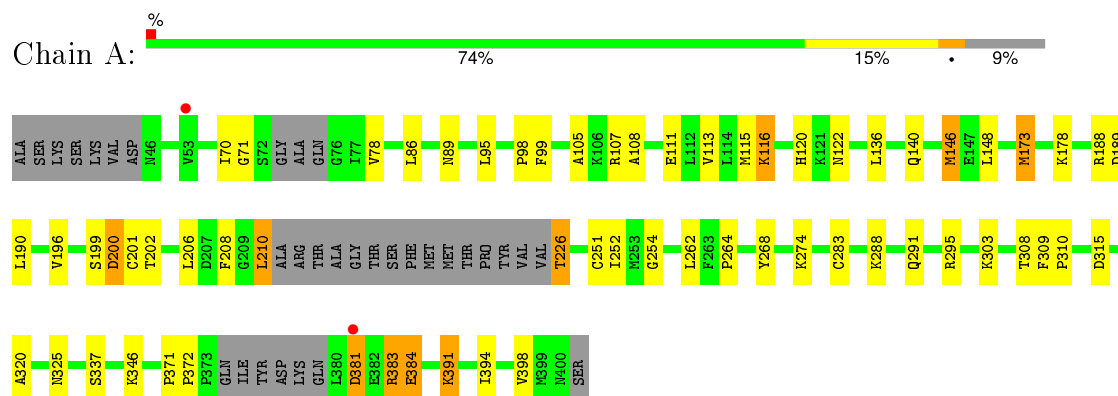 %
Chain A:
74% 15% • 9%
ALA SER LYS SER LYS VAL ASP N46 V53 I70 G71 S72 GLY ALA GLN G76 I77 V78 L86 N89 L95 P98 F99 A105 K106 R107 A108 E111 L112 V113 L114 M115 K116 H120 K121 N122 L136 Q140 M146 E147 L148 M173 K178 R188 D189
L190 V196 S199 D200 C201 T202 L206 D207 F208 G209 L210 ALA ARG THR ALA GLY THR SER PHE MET MET THR PRO TYR VAL VAL T226 C251 I252 M253 G254 L262 F263 P264 Y268 K274 C283 K288 Q291 R295 K303 T308 F309 P310 D315
A320 N325 S337 K346 P371 P372 P373 GLN ILE TYR ASP LYS GLN L380 D381 E382 R383 E384 K391 I394 V398 M399 N400 SER